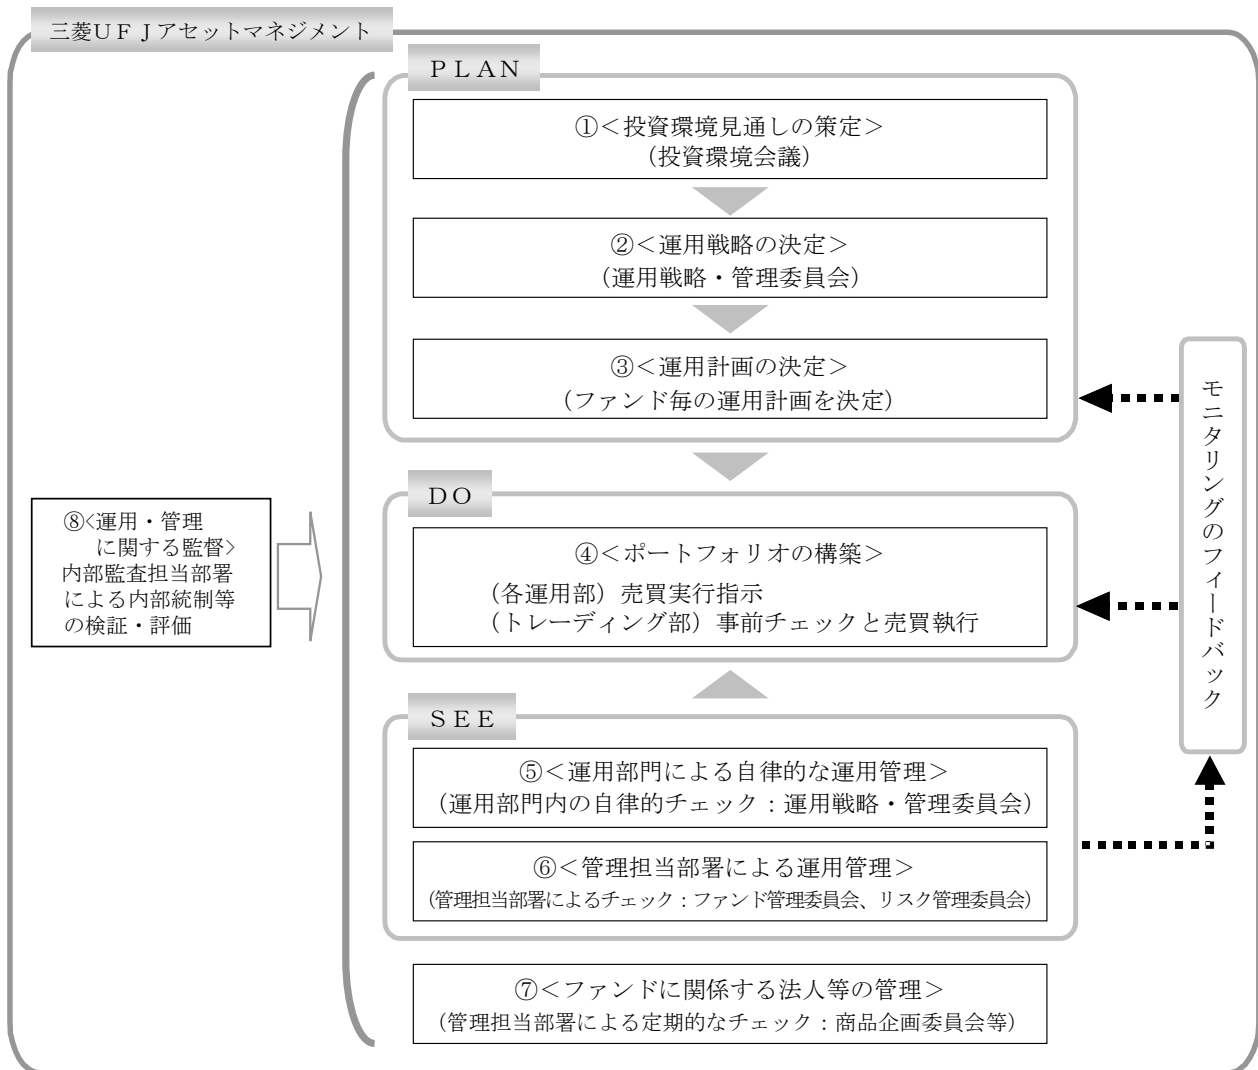 三菱ＵＦＪアセットマネジメント
ＰＬＡＮ
①＜投資環境見通しの策定＞
（投資環境会議）
②＜運用戦略の決定＞
（運用戦略・管理委員会）
③＜運用計画の決定＞
（ファンド毎の運用計画を決定）
ＤＯ
④＜ポートフォリオの構築＞
（各運用部）売買実行指示
（トレーディング部）事前チェックと売買執行
ＳＥＥ
⑤＜運用部門による自律的な運用管理＞
（運用部門内の自律的チェック：運用戦略・管理委員会）
⑥＜管理担当部署による運用管理＞
（管理担当部署によるチェック：ファンド管理委員会、リスク管理委員会）
⑦＜ファンドに関係する法人等の管理＞
（管理担当部署による定期的なチェック：商品企画委員会等）
⑧<運用・管理
に関する監督>
内部監査担当部署
による内部統制等
の検証・評価
モニタリングのフィードバック